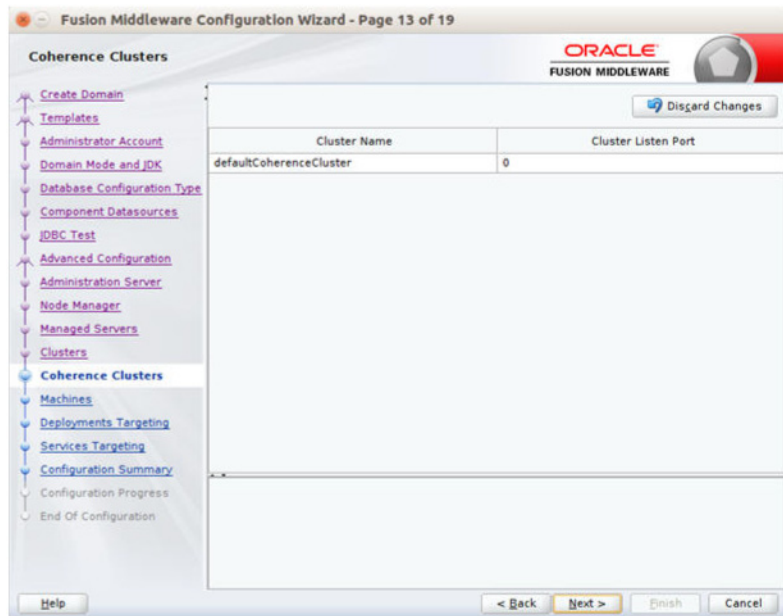 Fusion Middleware Configuration Wizard - Page 13 of 19
Coherence Clusters
ORACLE
FUSION MIDDLEWARE
Create Domain
Templates
Administrator Account
Domain Mode and JDK
Database Configuration Type
Component Datasources
JDBC Test
Advanced Configuration
Administration Server
Node Manager
Managed Servers
Clusters
Coherence Clusters
Machines
Deployments Targeting
Services Targeting
Configuration Summary
Configuration Progress
End Of Configuration
Discard Changes
Cluster Name Cluster Listen Port
defaultCoherenceCluster 0
Help < Back Next > Finish Cancel